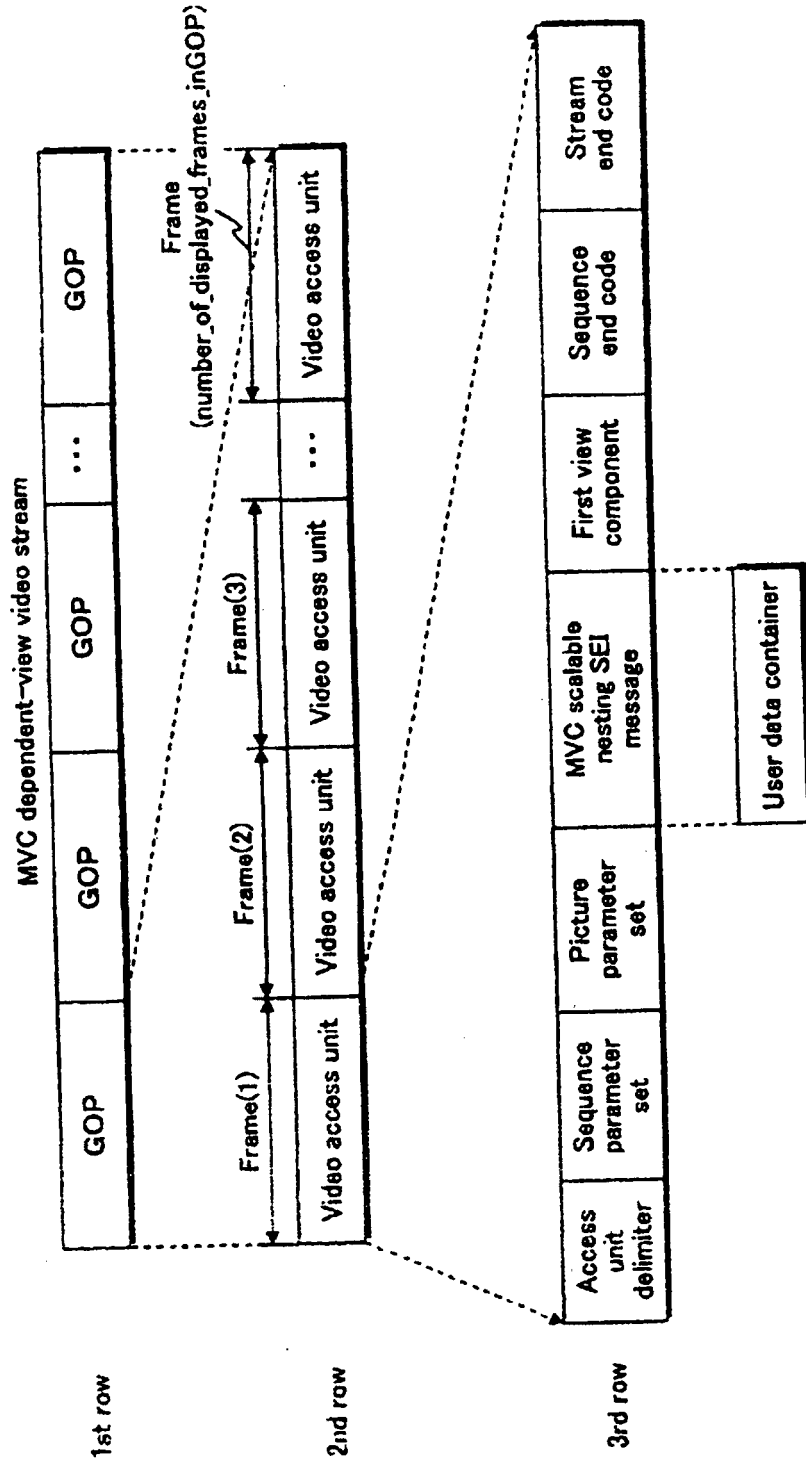 MVC dependent-view video stream
1st row
GOP
GOP
GOP
...
GOP
Frame
(number_of_displayed_frames_inGOP)
Frame(1)
Frame(2)
Frame(3)
2nd row
Video access unit
Video access unit
Video access unit
...
Video access unit
3rd row
Access
unit
delimiter
Sequence
parameter
set
Picture
parameter
set
MVC scalable
nesting SEI
message
First view
component
Sequence
end code
Stream
end code
User data container